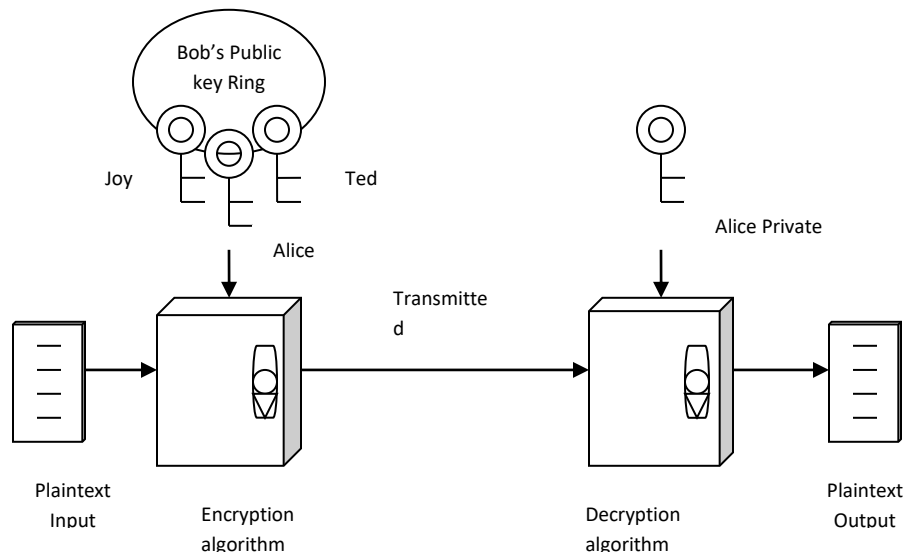 Bob's Public
key Ring
Joy
Ted
Alice
Alice Private
Transmitte
d
Plaintext
Input
Encryption
algorithm
Decryption
algorithm
Plaintext
Output